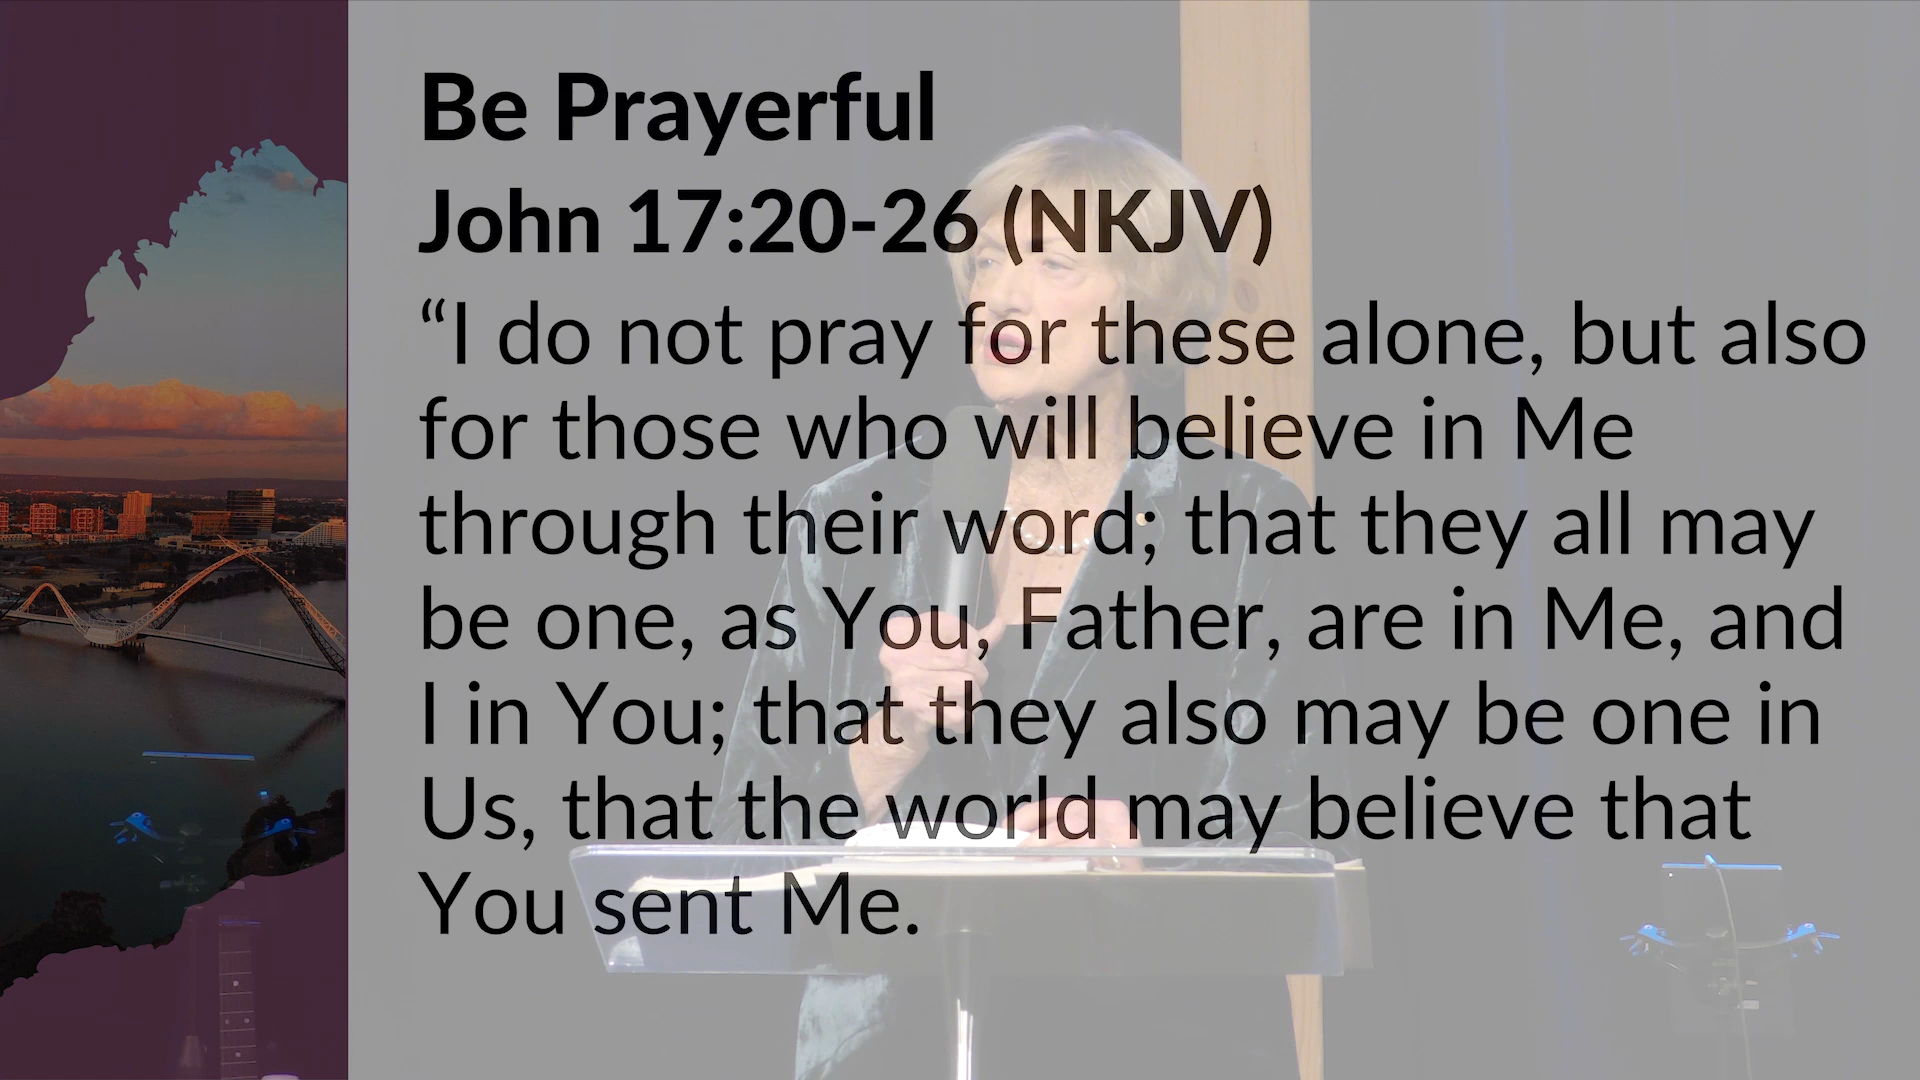 Be Prayerful
John 17:20-26 (NKJV)
“I do not pray for these alone, but also
for those who will believe in Me
through their word; that they all may
be one, as You, Father, are in Me, and
I in You; that they also may be one in
Us, that the world may believe that
You sent Me.